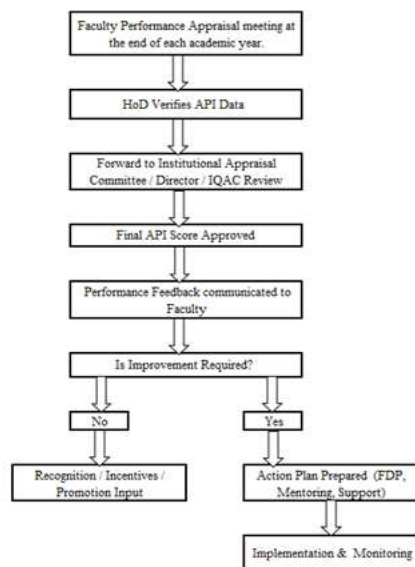 Faculty Performance Appraisal meeting at
the end of each academic year.
HoD Verifies API Data
Forward to Institutional Appraisal
Committee / Director / IQAC Review
Final API Score Approved
Performance Feedback communicated to
Faculty
Is Improvement Required?
No
Yes
Recognition / Incentives /
Promotion Input
Action Plan Prepared (FDP,
Mentoring, Support)
Implementation & Monitoring